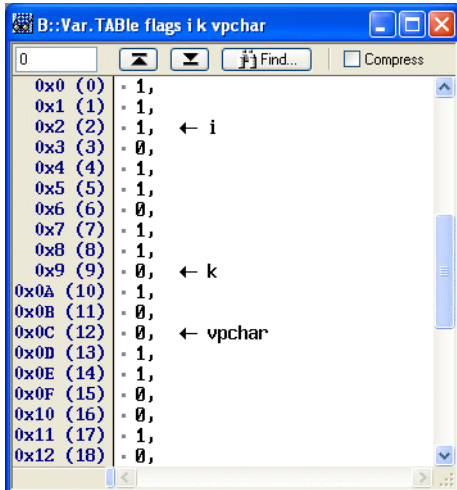 B::Var.TABle flags i k vpchar
0 Find... Compress
0x0 (0) 1,
0x1 (1) 1,
0x2 (2) 1, ← i
0x3 (3) 0,
0x4 (4) 1,
0x5 (5) 1,
0x6 (6) 0,
0x7 (7) 1,
0x8 (8) 1,
0x9 (9) 0, ← k
0x0A (10) 1,
0x0B (11) 0,
0x0C (12) 0, ← vpchar
0x0D (13) 1,
0x0E (14) 1,
0x0F (15) 0,
0x10 (16) 0,
0x11 (17) 1,
0x12 (18) 0,